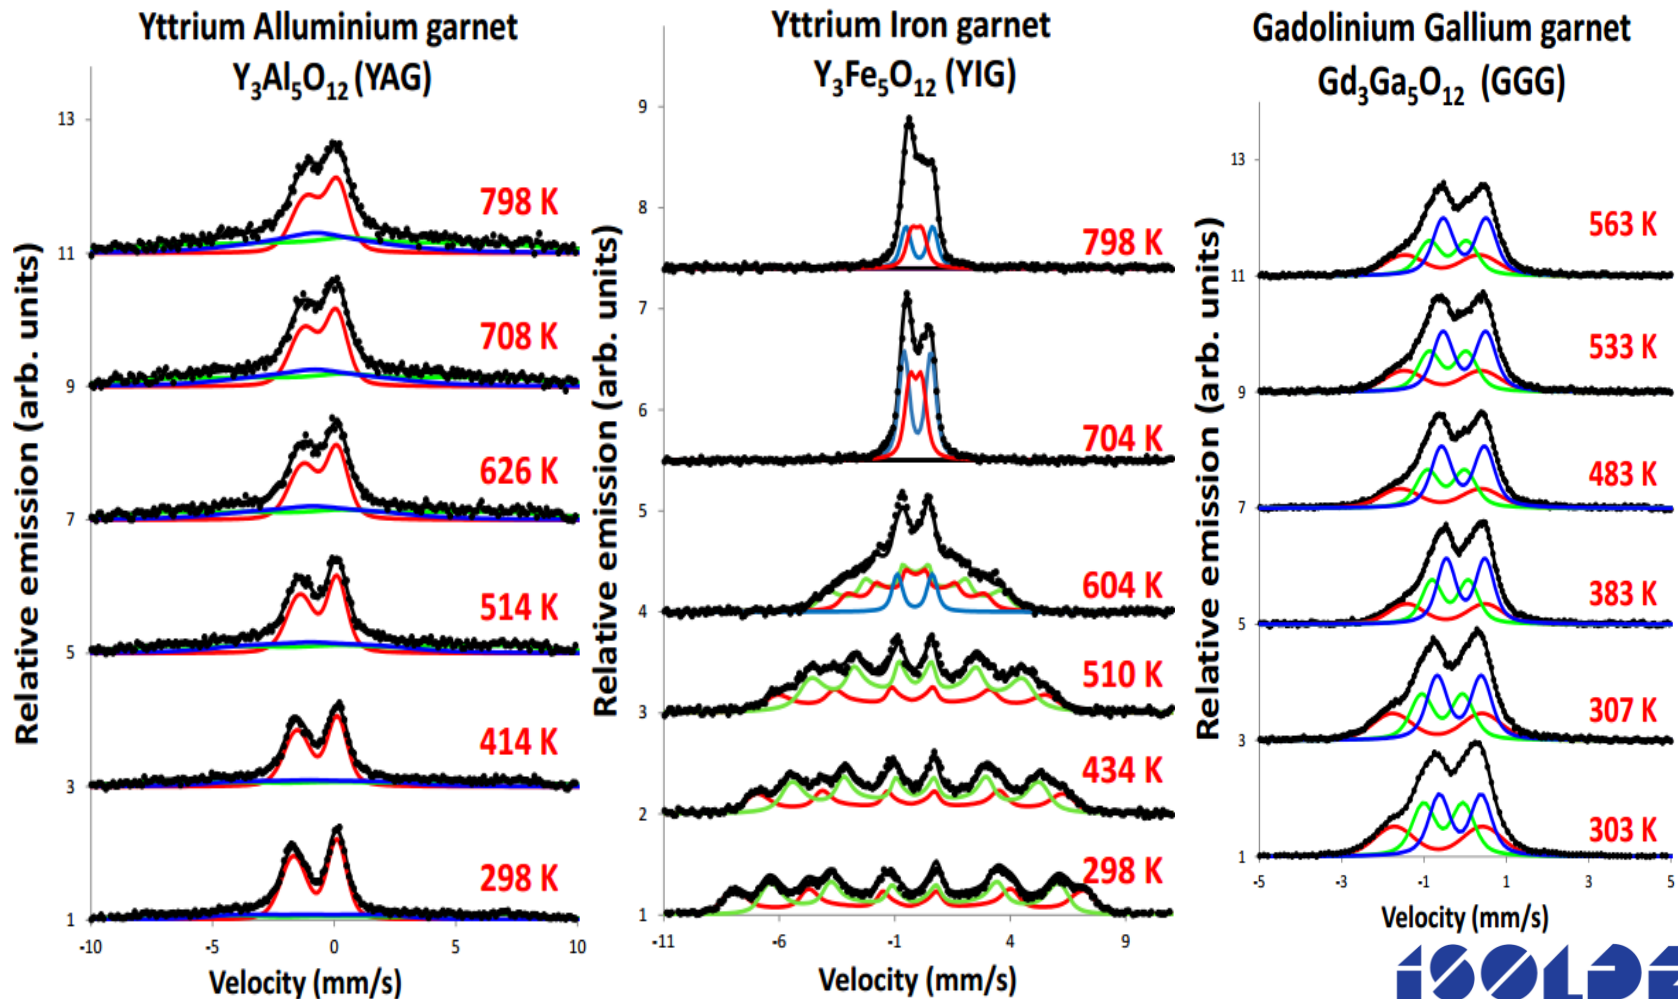 Yttrium Alluminium garnet
Y₃Al₅O₁₂ (YAG)
Relative emission (arb. units)
13
11
9
7
5
3
1
798 K
708 K
626 K
514 K
414 K
298 K
-10
-5
0
5
10
Velocity (mm/s)
Yttrium Iron garnet
Y₃Fe₅O₁₂ (YIG)
Relative emission (arb. units)
9
8
7
6
5
4
3
2
1
798 K
704 K
604 K
510 K
434 K
298 K
-11
-6
-1
4
9
Velocity (mm/s)
Gadolinium Gallium garnet
Gd₃Ga₅O₁₂ (GGG)
Relative emission (arb. units)
13
11
9
7
5
3
1
563 K
533 K
483 K
383 K
307 K
303 K
-5
-3
-1
1
3
5
Velocity (mm/s)
ISOLDE